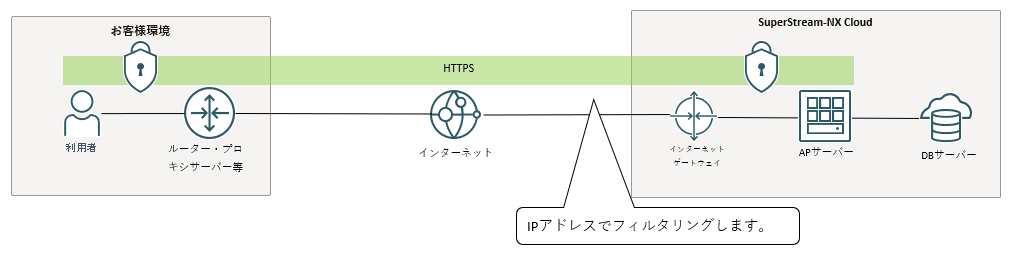 お客様環境
SuperStream-NX Cloud
HTTPS
利用者
ルーター・プロ
キシサーバー等
インターネット
インターネット
ゲートウェイ
APサーバー
DBサーバー
IPアドレスでフィルタリングします。